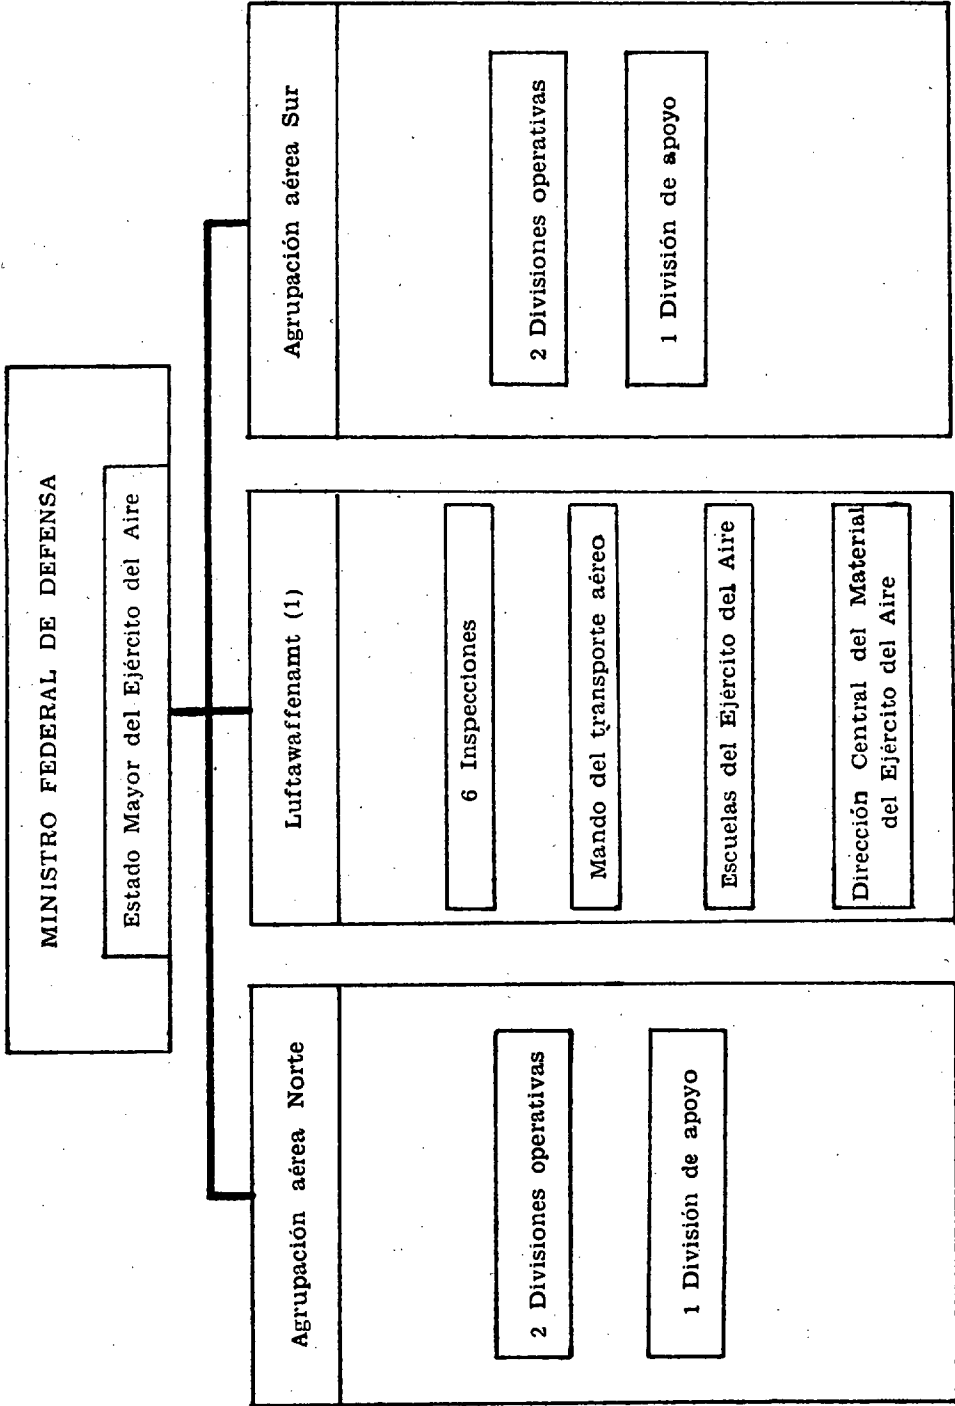 MINISTRO FEDERAL DE DEFENSA
Estado Mayor del Ejército del Aire
Agrupación aérea Norte
2 Divisiones operativas
1 División de apoyo
Luftawaffenamt (1)
6 Inspecciones
Mando del transporte aéreo
Escuelas del Ejército del Aire
Dirección Central del Material
del Ejército del Aire
Agrupación aérea Sur
2 Divisiones operativas
1 División de apoyo